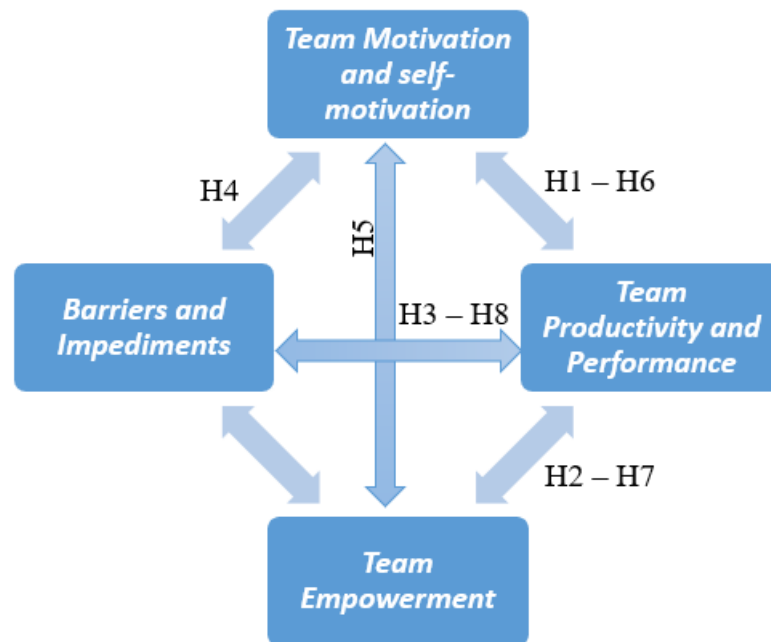 Team Motivation
and self-
motivation
H4
H1 – H6
H5
Barriers and
Impediments
H3 – H8
Team
Productivity and
Performance
H2 – H7
Team
Empowerment